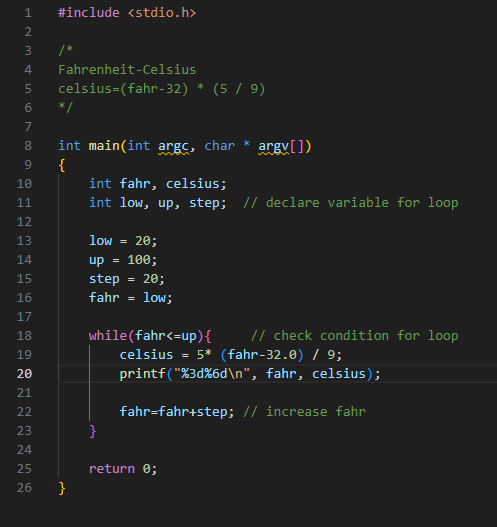 1 #include <stdio.h>
2
3 /*
4 Fahrenheit-Celsius
5 celsius=(fahr-32) * (5 / 9)
6 */
7
8 int main(int argc, char * argv[])
9 {
10     int fahr, celsius;
11     int low, up, step;  // declare variable for loop
12
13     low = 20;
14     up = 100;
15     step = 20;
16     fahr = low;
17
18     while(fahr<=up){     // check condition for loop
19         celsius = 5* (fahr-32.0) / 9;
20         printf("%3d%6d\n", fahr, celsius);
21
22         fahr=fahr+step; // increase fahr
23     }
24
25     return 0;
26 }